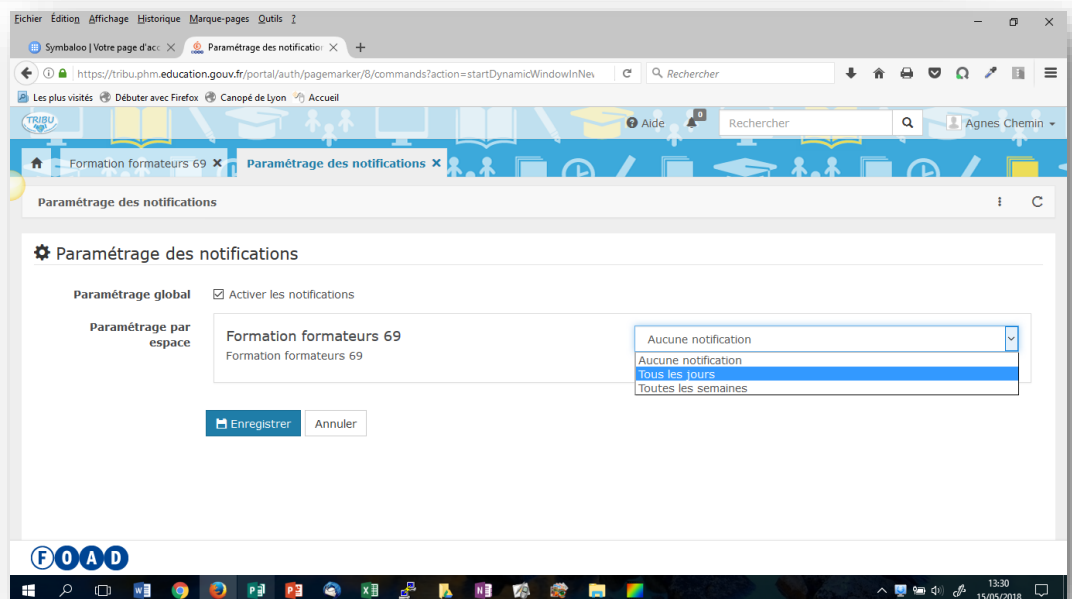 Eichier Édition Affichage Historique Marque-pages Outils ?
Symbaloo | Votre page d'acc
Paramétrage des notification
https://tribu.phm.education.gouv.fr/portal/auth/pagemarker/8/commands?action=startDynamicWindowInNew
Rechercher
Les plus visités Débuter avec Firefox Canopé de Lyon Accueil
TRIBU
Aide 0 Rechercher Agnes Chemin
Formation formateurs 69 Paramétrage des notifications
Paramétrage des notifications
Paramétrage des notifications
Paramétrage global Activer les notifications
Paramétrage par espace
Formation formateurs 69
Formation formateurs 69
Aucune notification
Aucune notification
Tous les jours
Toutes les semaines
Enregistrer Annuler
FOAD
13:30
15/05/2018